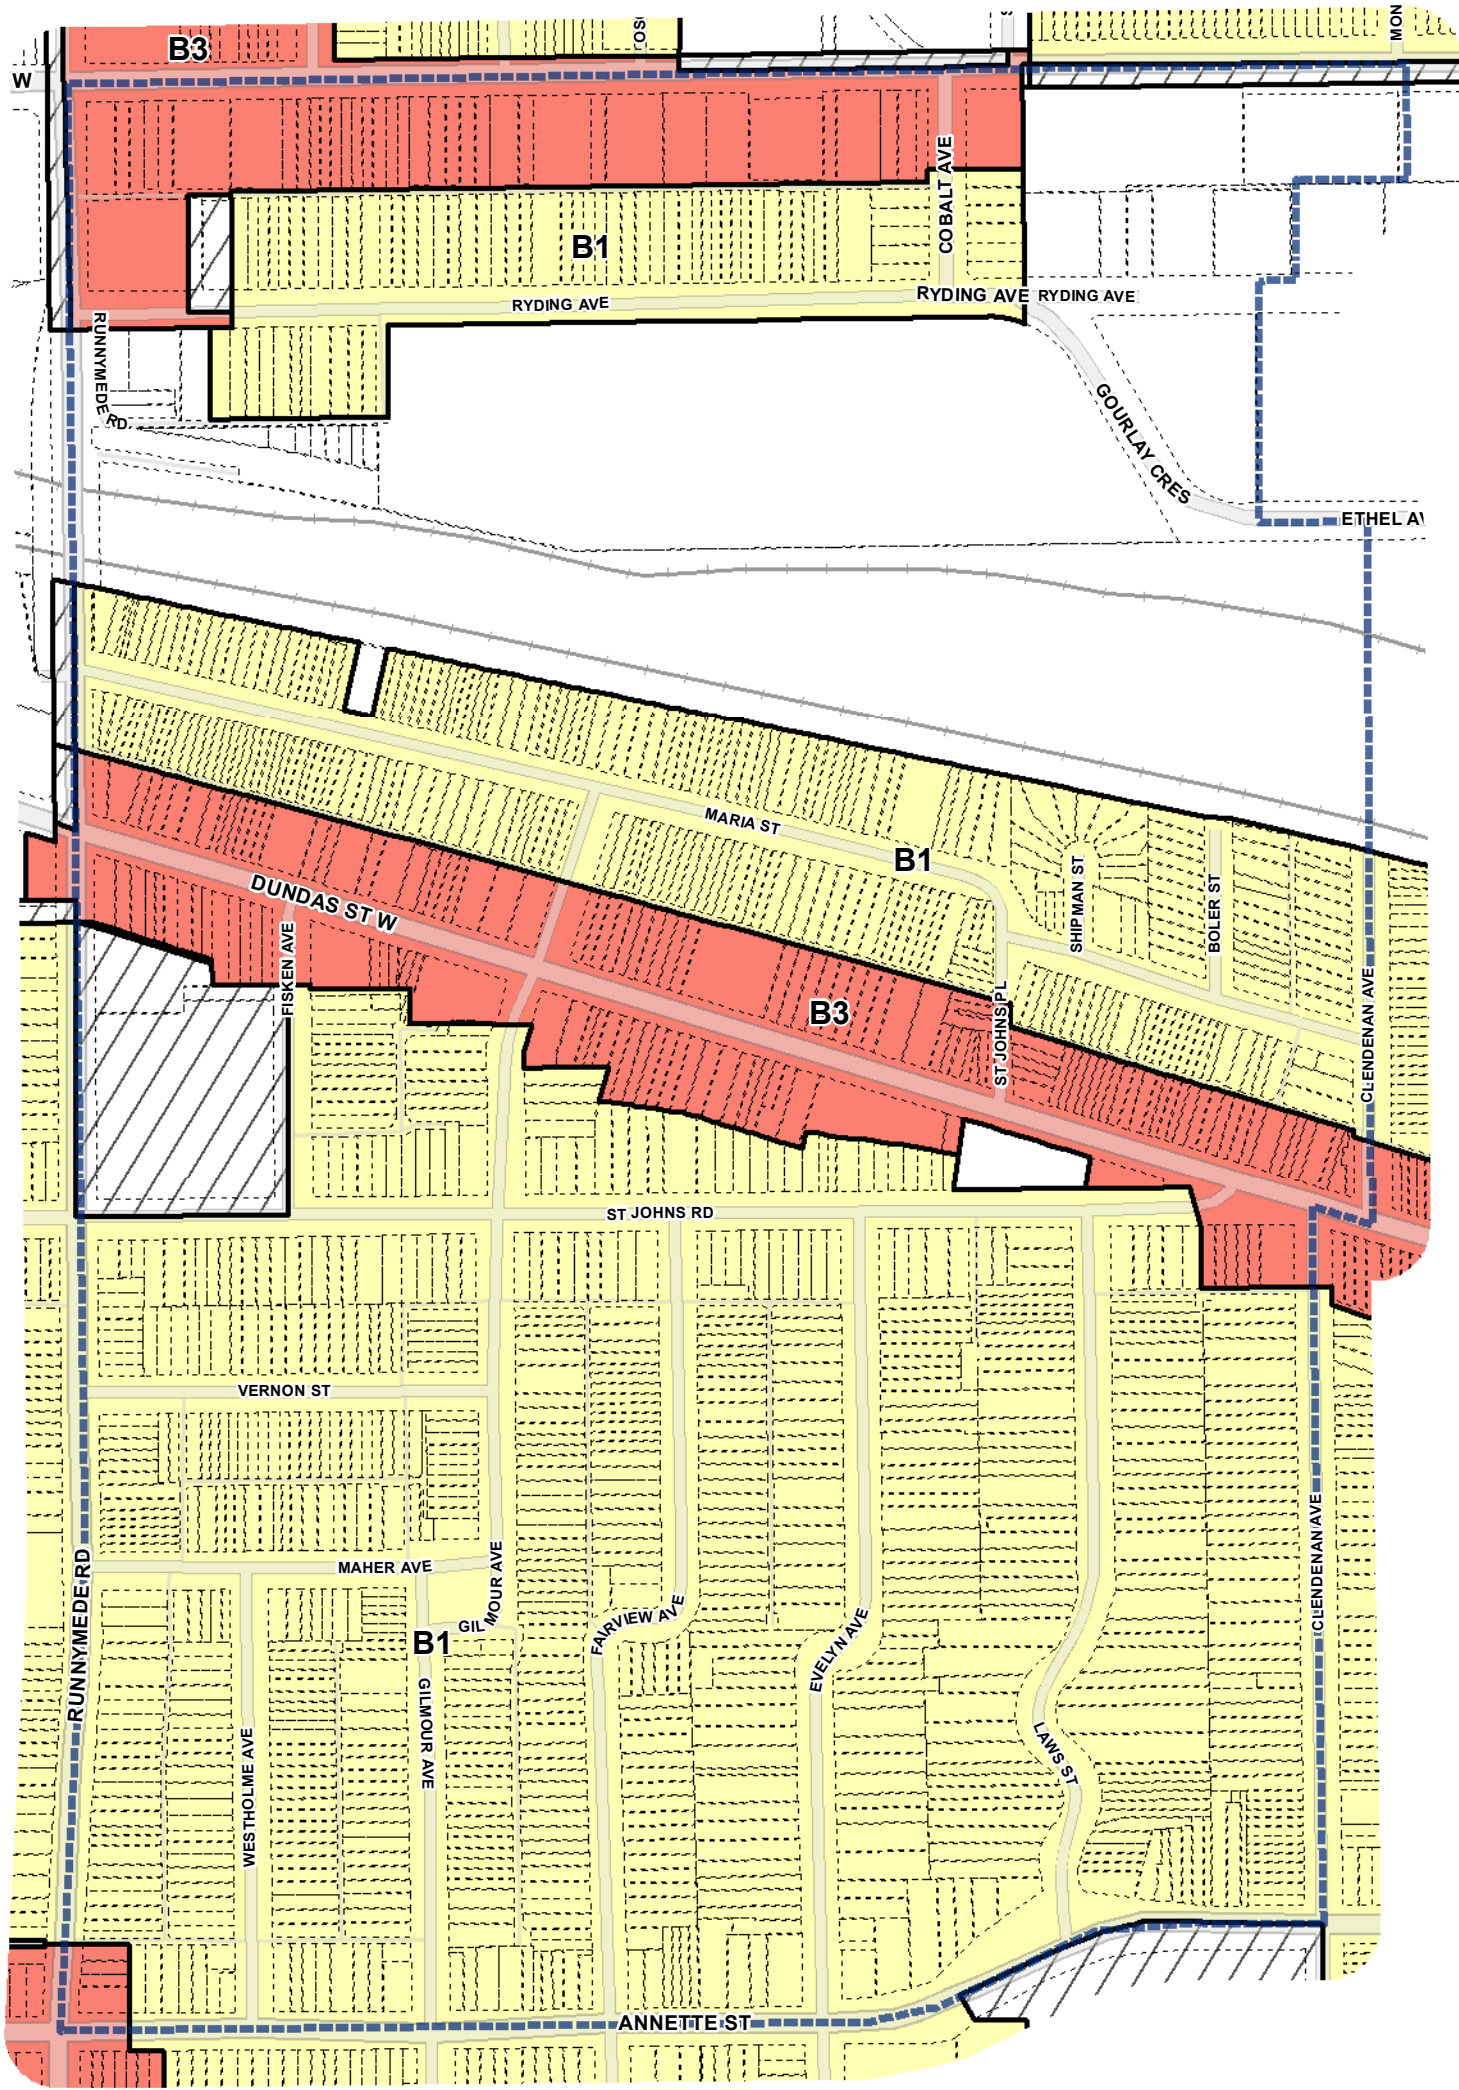 B3
W
MON
COBALT AVE
B1
RYDING AVE
RYDING AVE
RYDING AVE
RUNNYMEDE RD
GOURLAY CRES
ETHEL AV
MARIA ST
B1
SHIPMAN ST
BOLER ST
DUNDAS ST W
FISKEN AVE
B3
ST JOHNS PL
CLENDENAN AVE
ST JOHNS RD
VERNON ST
MAHER AVE
GILMOUR AVE
RUNNYMEDE RD
B1
FAIRVIEW AVE
EVELYN AVE
CLENDENAN AVE
GILMOUR AVE
WESTHOLME AVE
LAWS ST
ANNETTE ST